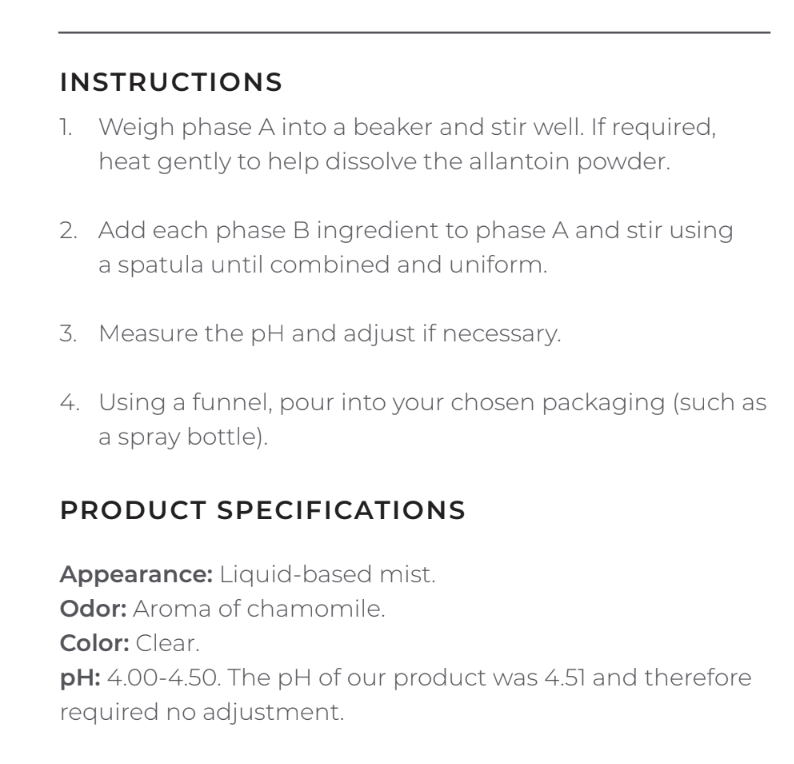 INSTRUCTIONS
1. Weigh phase A into a beaker and stir well. If required,
heat gently to help dissolve the allantoin powder.
2. Add each phase B ingredient to phase A and stir using
a spatula until combined and uniform.
3. Measure the pH and adjust if necessary.
4. Using a funnel, pour into your chosen packaging (such as
a spray bottle).
PRODUCT SPECIFICATIONS
Appearance: Liquid-based mist.
Odor: Aroma of chamomile.
Color: Clear.
pH: 4.00-4.50. The pH of our product was 4.51 and therefore
required no adjustment.